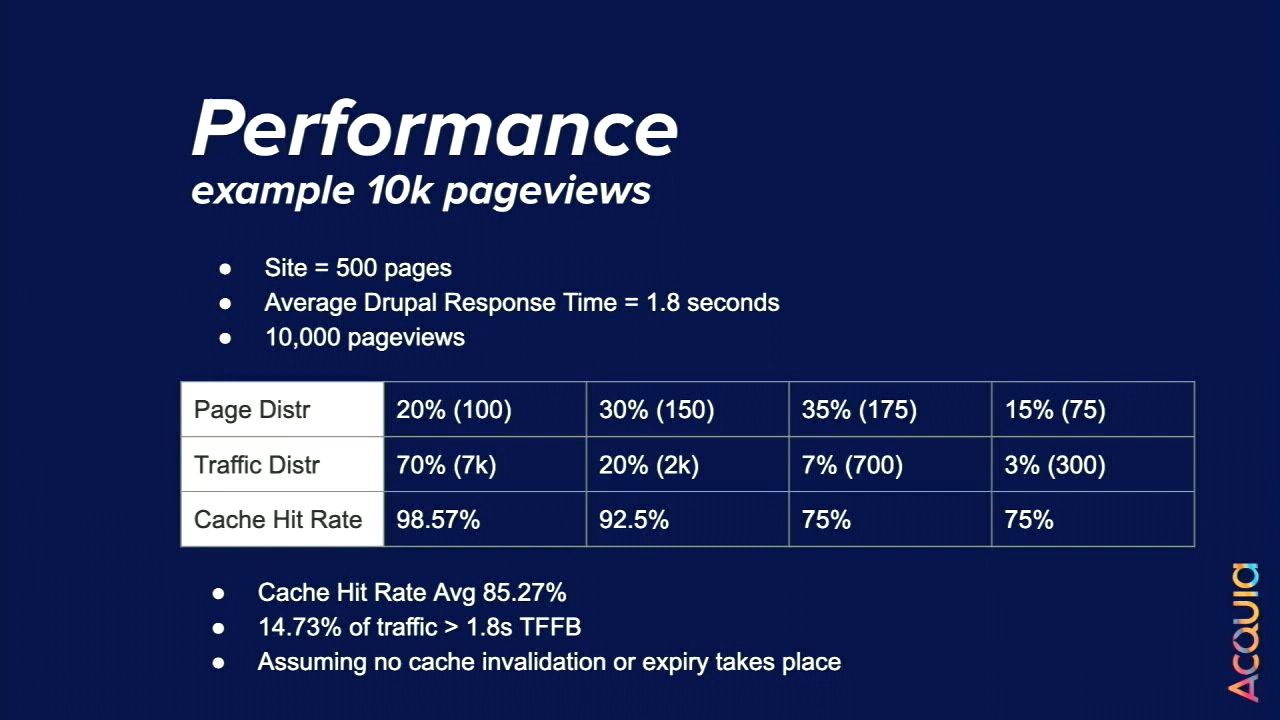 Performance
example 10k pageviews
● Site = 500 pages
● Average Drupal Response Time = 1.8 seconds
● 10,000 pageviews
Page Distr 20% (100) 30% (150) 35% (175) 15% (75)
Traffic Distr 70% (7k) 20% (2k) 7% (700) 3% (300)
Cache Hit Rate 98.57% 92.5% 75% 75%
● Cache Hit Rate Avg 85.27%
● 14.73% of traffic > 1.8s TFFB
● Assuming no cache invalidation or expiry takes place
ACQUIA